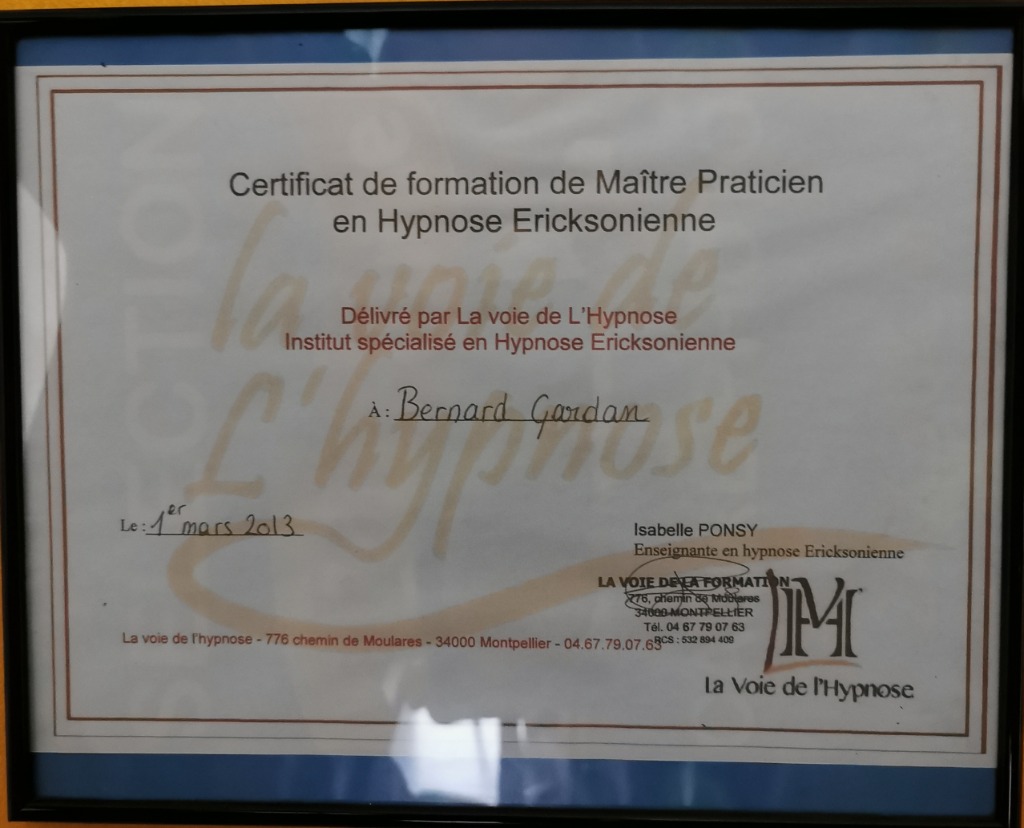 Certificat de formation de Maître Praticien
en Hypnose Ericksonienne
la voie de
L'hypnose
Délivré par La voie de L'Hypnose
Institut spécialisé en Hypnose Ericksonienne
À : Bernard Gardan
Le : 1er mars 2013
Isabelle PONSY
Enseignante en hypnose Ericksonienne
LA VOIE DE LA FORMATION
776, chemin de Moulares
34000 MONTPELLIER
Tél. 04 67 79 07 63
RCS : 532 894 409
La voie de l'hypnose - 776 chemin de Moulares - 34000 Montpellier - 04.67.79.07.63
La Voie de l'Hypnose